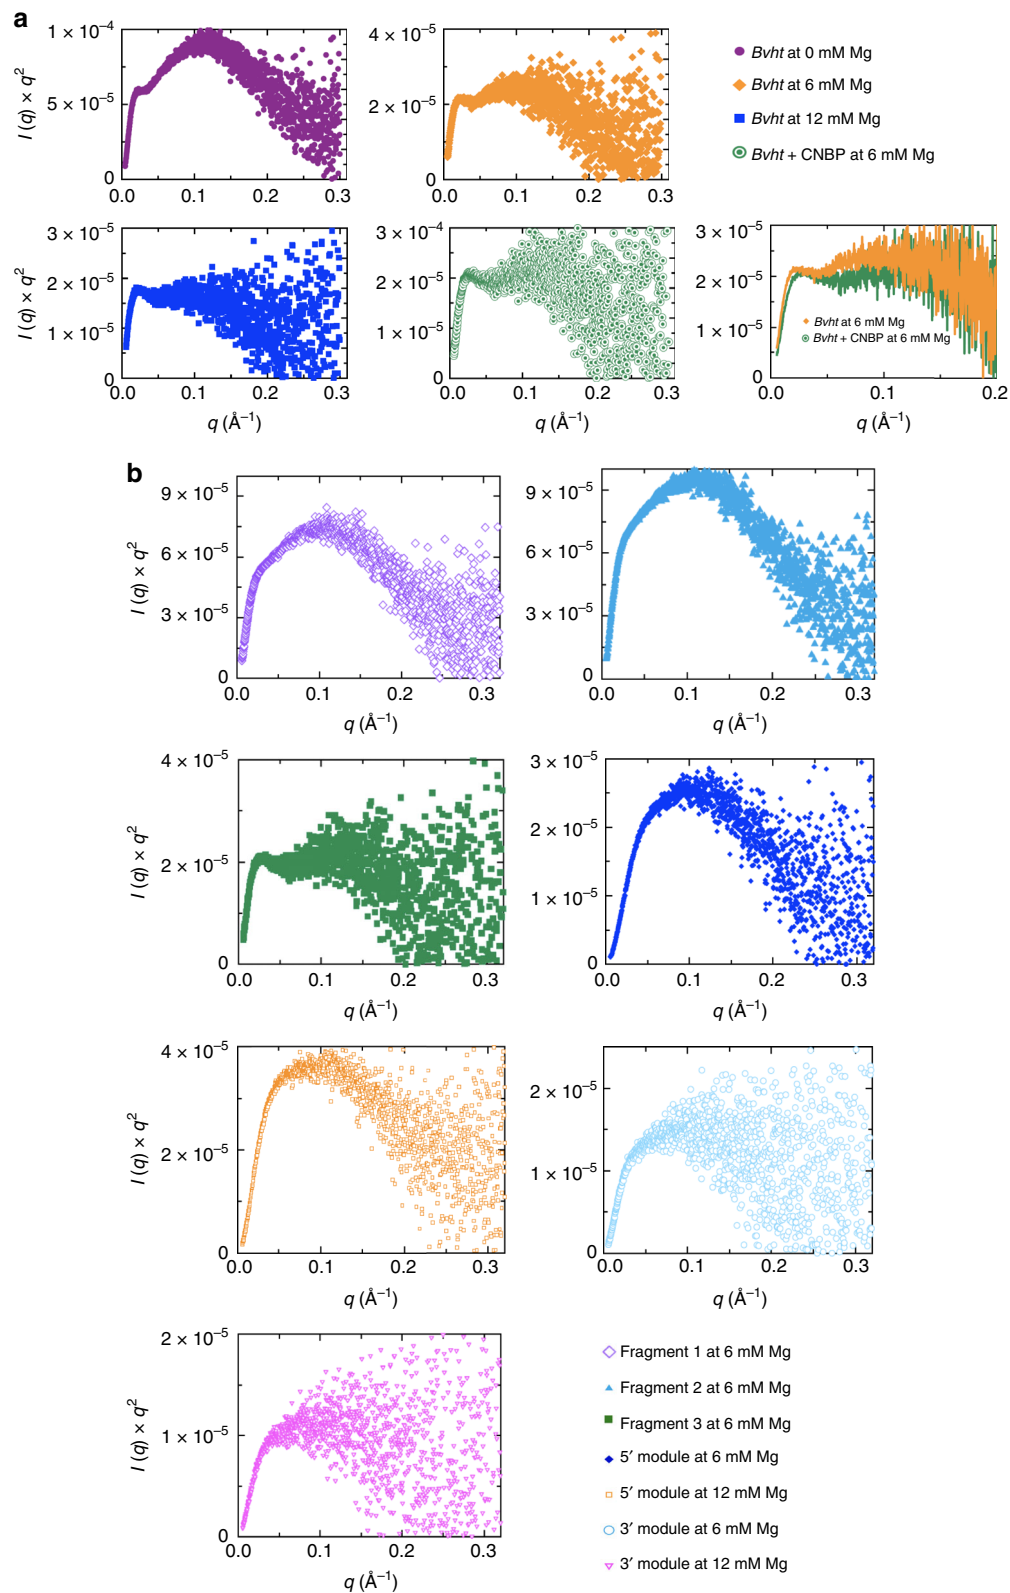 a
1 × 10⁻⁴
5 × 10⁻⁵
0
I (q) × q²
0.0 0.1 0.2 0.3
4 × 10⁻⁵
2 × 10⁻⁵
0
0.0 0.1 0.2 0.3
Bvht at 0 mM Mg
Bvht at 6 mM Mg
Bvht at 12 mM Mg
Bvht + CNBP at 6 mM Mg
3 × 10⁻⁵
2 × 10⁻⁵
1 × 10⁻⁵
0
I (q) × q²
0.0 0.1 0.2 0.3
q (Å⁻¹)
3 × 10⁻⁴
2 × 10⁻⁵
1 × 10⁻⁵
0
0.0 0.1 0.2 0.3
q (Å⁻¹)
3 × 10⁻⁵
2 × 10⁻⁵
1 × 10⁻⁵
0
Bvht at 6 mM Mg
Bvht + CNBP at 6 mM Mg
0.0 0.1 0.2
q (Å⁻¹)
b
9 × 10⁻⁵
6 × 10⁻⁵
3 × 10⁻⁵
0
I (q) × q²
0.0 0.1 0.2 0.3
q (Å⁻¹)
9 × 10⁻⁵
6 × 10⁻⁵
3 × 10⁻⁵
0
0.0 0.1 0.2 0.3
q (Å⁻¹)
4 × 10⁻⁵
2 × 10⁻⁵
0
I (q) × q²
0.0 0.1 0.2 0.3
q (Å⁻¹)
3 × 10⁻⁵
2 × 10⁻⁵
1 × 10⁻⁵
0
0.0 0.1 0.2 0.3
q (Å⁻¹)
4 × 10⁻⁵
2 × 10⁻⁵
0
I (q) × q²
0.0 0.1 0.2 0.3
q (Å⁻¹)
2 × 10⁻⁵
1 × 10⁻⁵
0
0.0 0.1 0.2 0.3
q (Å⁻¹)
2 × 10⁻⁵
1 × 10⁻⁵
0
I (q) × q²
0.0 0.1 0.2 0.3
q (Å⁻¹)
Fragment 1 at 6 mM Mg
Fragment 2 at 6 mM Mg
Fragment 3 at 6 mM Mg
5′ module at 6 mM Mg
5′ module at 12 mM Mg
3′ module at 6 mM Mg
3′ module at 12 mM Mg